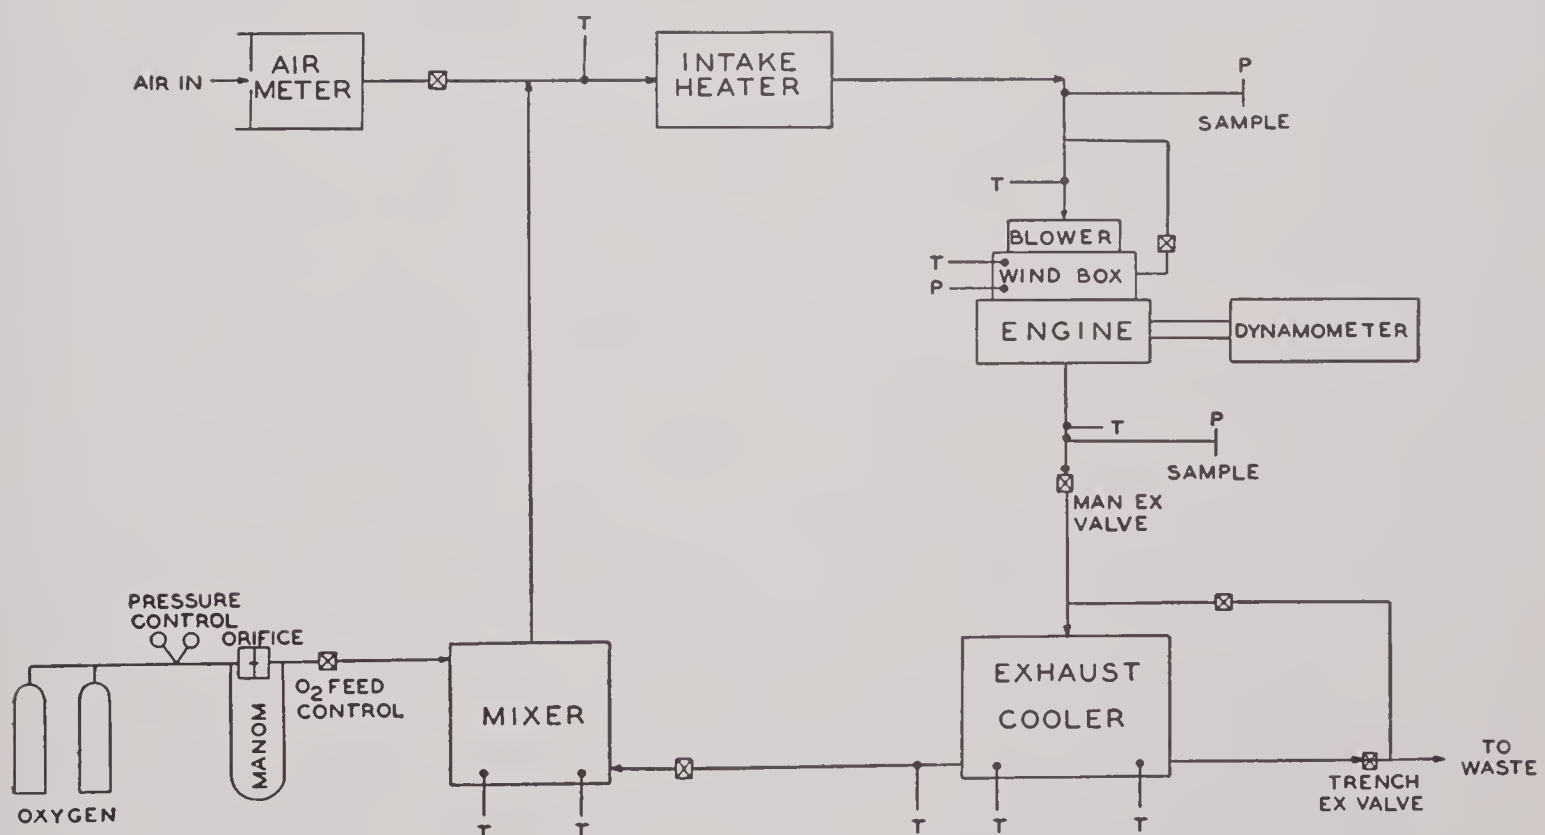 T
AIR IN
AIR
METER
INTAKE
HEATER
P
SAMPLE
T
BLOWER
T
WIND BOX
P
ENGINE
DYNAMOMETER
T
P
SAMPLE
MAN EX
VALVE
PRESSURE
CONTROL
ORIFICE
O2 FEED
CONTROL
MANOM
OXYGEN
MIXER
T
T
EXHAUST
COOLER
T
T
T
TRENCH
EX VALVE
TO
WASTE